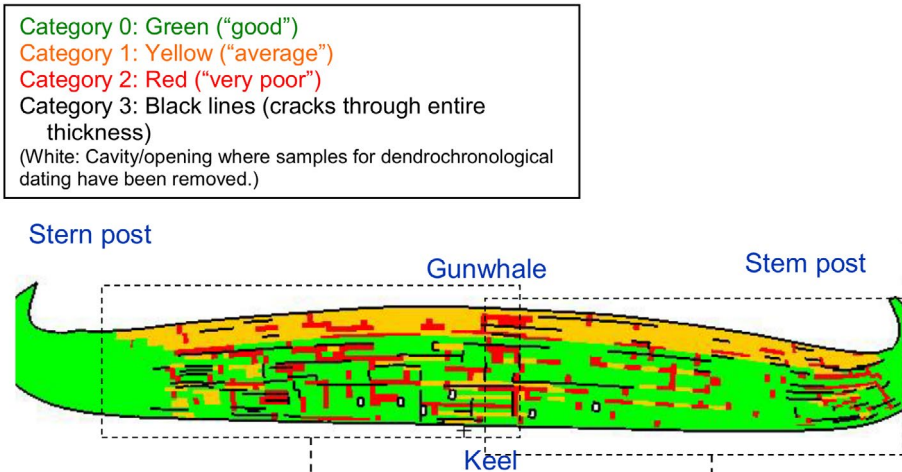 Category 0: Green (“good”)
Category 1: Yellow (“average”)
Category 2: Red (“very poor”)
Category 3: Black lines (cracks through entire
thickness)
(White: Cavity/opening where samples for dendrochronological
dating have been removed.)
Stern post
Gunwhale
Stem post
Keel